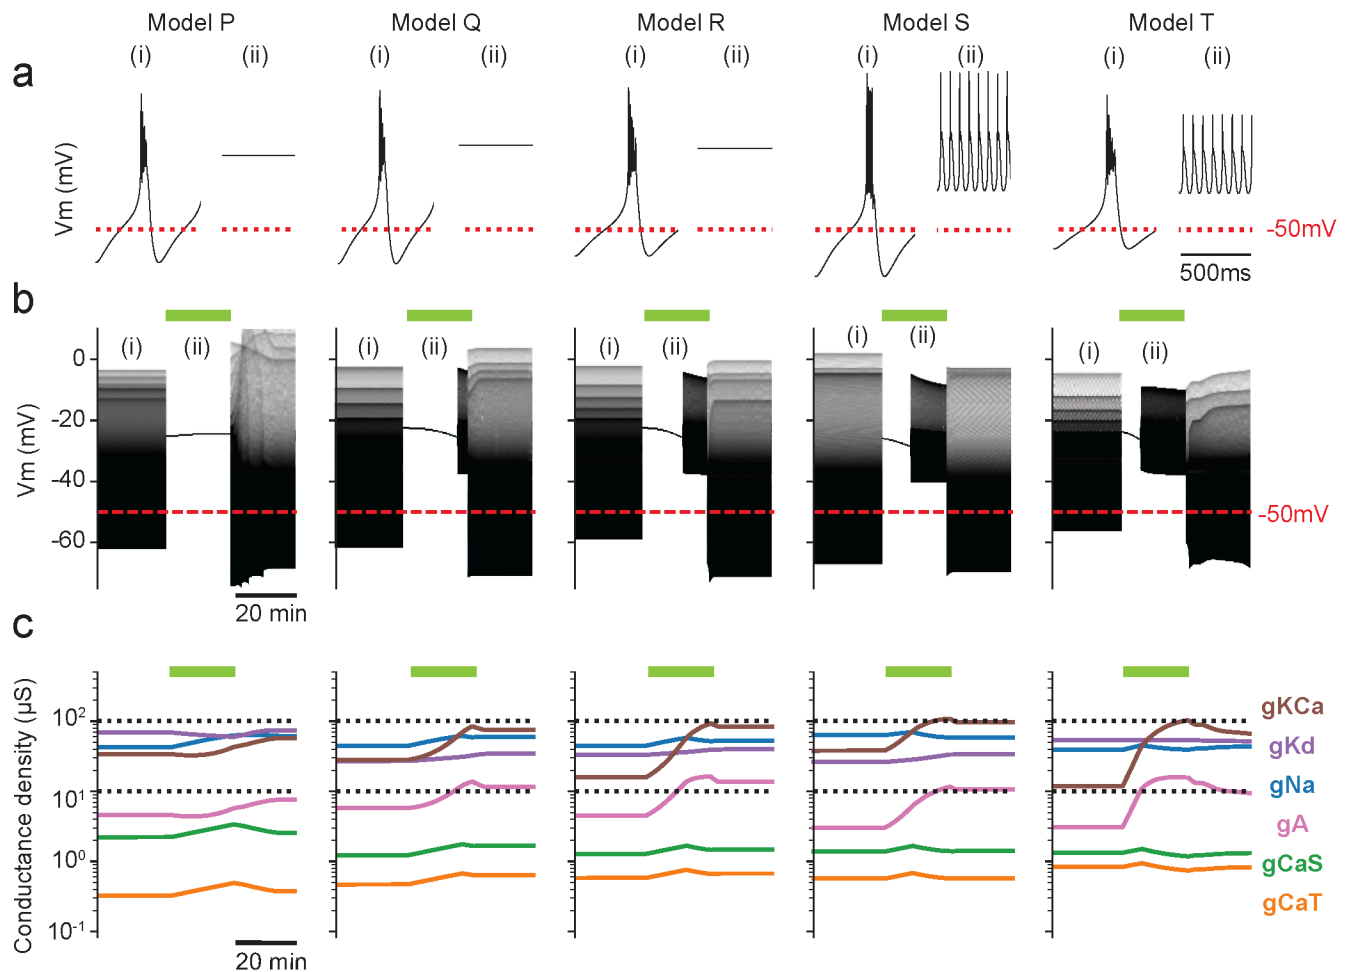 Model P Model Q Model R Model S Model T
(i) (ii) (i) (ii) (i) (ii) (i) (ii) (i) (ii)
a
Vm (mV)
-50mV
500ms
b
(i) (ii) (i) (ii) (i) (ii) (i) (ii) (i) (ii)
0
-20
-40
-60
Vm (mV)
-50mV
20 min
c
Conductance density (µS)
10²
10¹
10⁰
10⁻¹
gKCa
gKd
gNa
gA
gCaS
gCaT
20 min